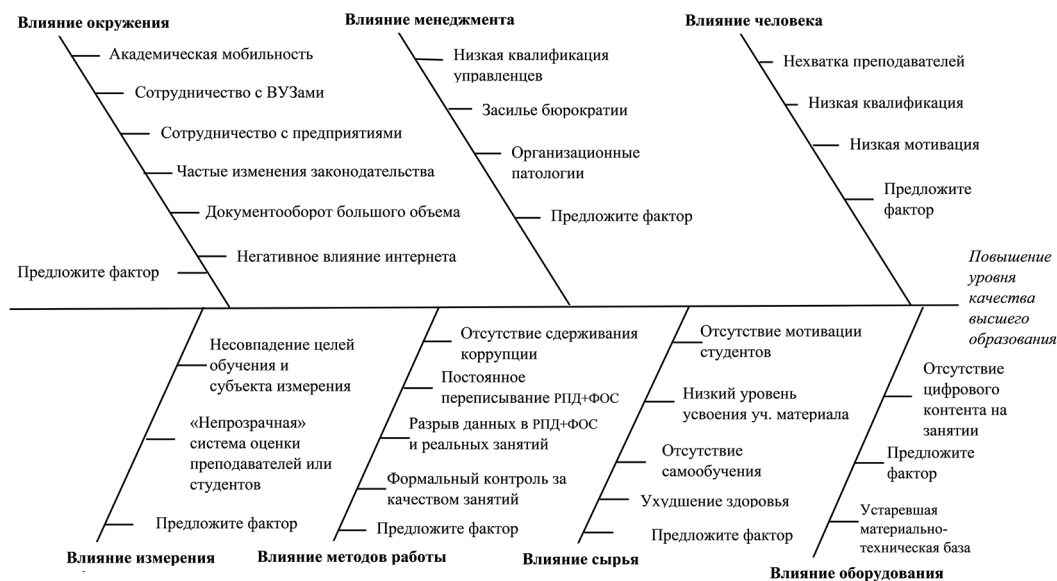 Влияние окружения
Академическая мобильность
Сотрудничество с ВУЗами
Сотрудничество с предприятиями
Частые изменения законодательства
Документооборот большого объема
Негативное влияние интернета
Предложите фактор
Влияние менеджмента
Низкая квалификация
управленцев
Засилье бюрократии
Организационные
патологии
Предложите фактор
Влияние человека
Нехватка преподавателей
Низкая квалификация
Низкая мотивация
Предложите
фактор
Повышение
уровня
качества
высшего
образования
Несовпадение целей
обучения и
субъекта измерения
«Непрозрачная»
система оценки
преподавателей или
студентов
Предложите фактор
Влияние измерения
Отсутствие сдерживания
коррупции
Постоянное
переписывание РПД+ФОС
Разрыв данных в РПД+ФОС
и реальных занятий
Формальный контроль за
качеством занятий
Предложите фактор
Влияние методов работы
Отсутствие мотивации
студентов
Низкий уровень
усвоения уч. материала
Отсутствие
самообучения
Ухудшение здоровья
Предложите фактор
Влияние сырья
Отсутствие
цифрового
контента на
занятии
Предложите
фактор
Устаревшая
материально-
техническая база
Влияние оборудования